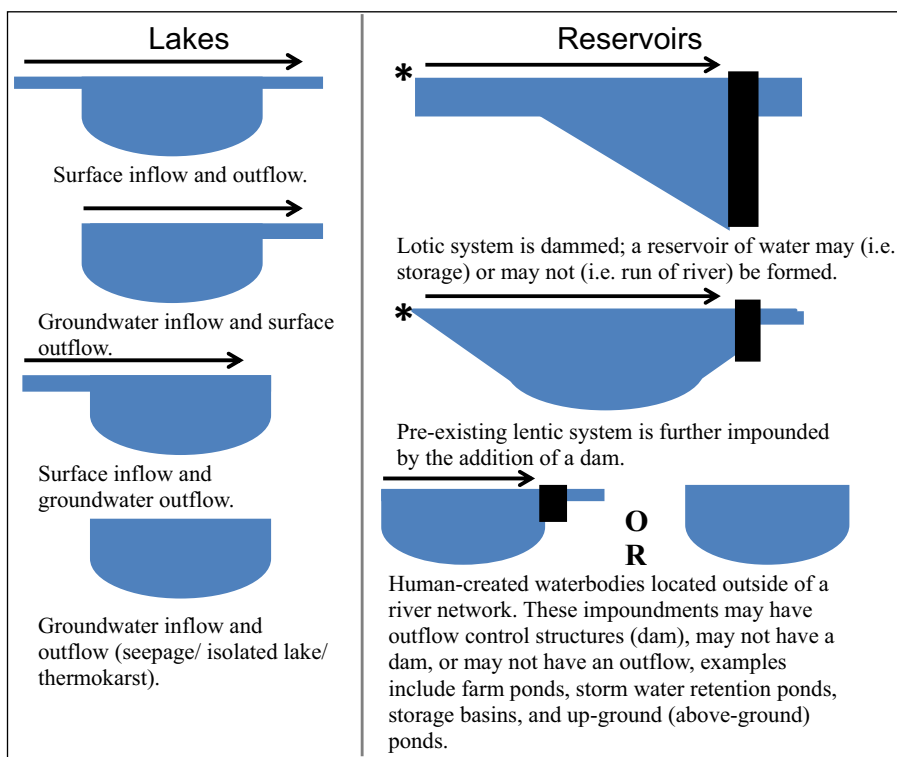 Lakes
Surface inflow and outflow.
Groundwater inflow and surface
outflow.
Surface inflow and
groundwater outflow.
Groundwater inflow and
outflow (seepage/ isolated lake/
thermokarst).
Reservoirs
*
Lotic system is dammed; a reservoir of water may (i.e.
storage) or may not (i.e. run of river) be formed.
*
Pre-existing lentic system is further impounded
by the addition of a dam.
O
R
Human-created waterbodies located outside of a
river network. These impoundments may have
outflow control structures (dam), may not have a
dam, or may not have an outflow, examples
include farm ponds, storm water retention ponds,
storage basins, and up-ground (above-ground)
ponds.